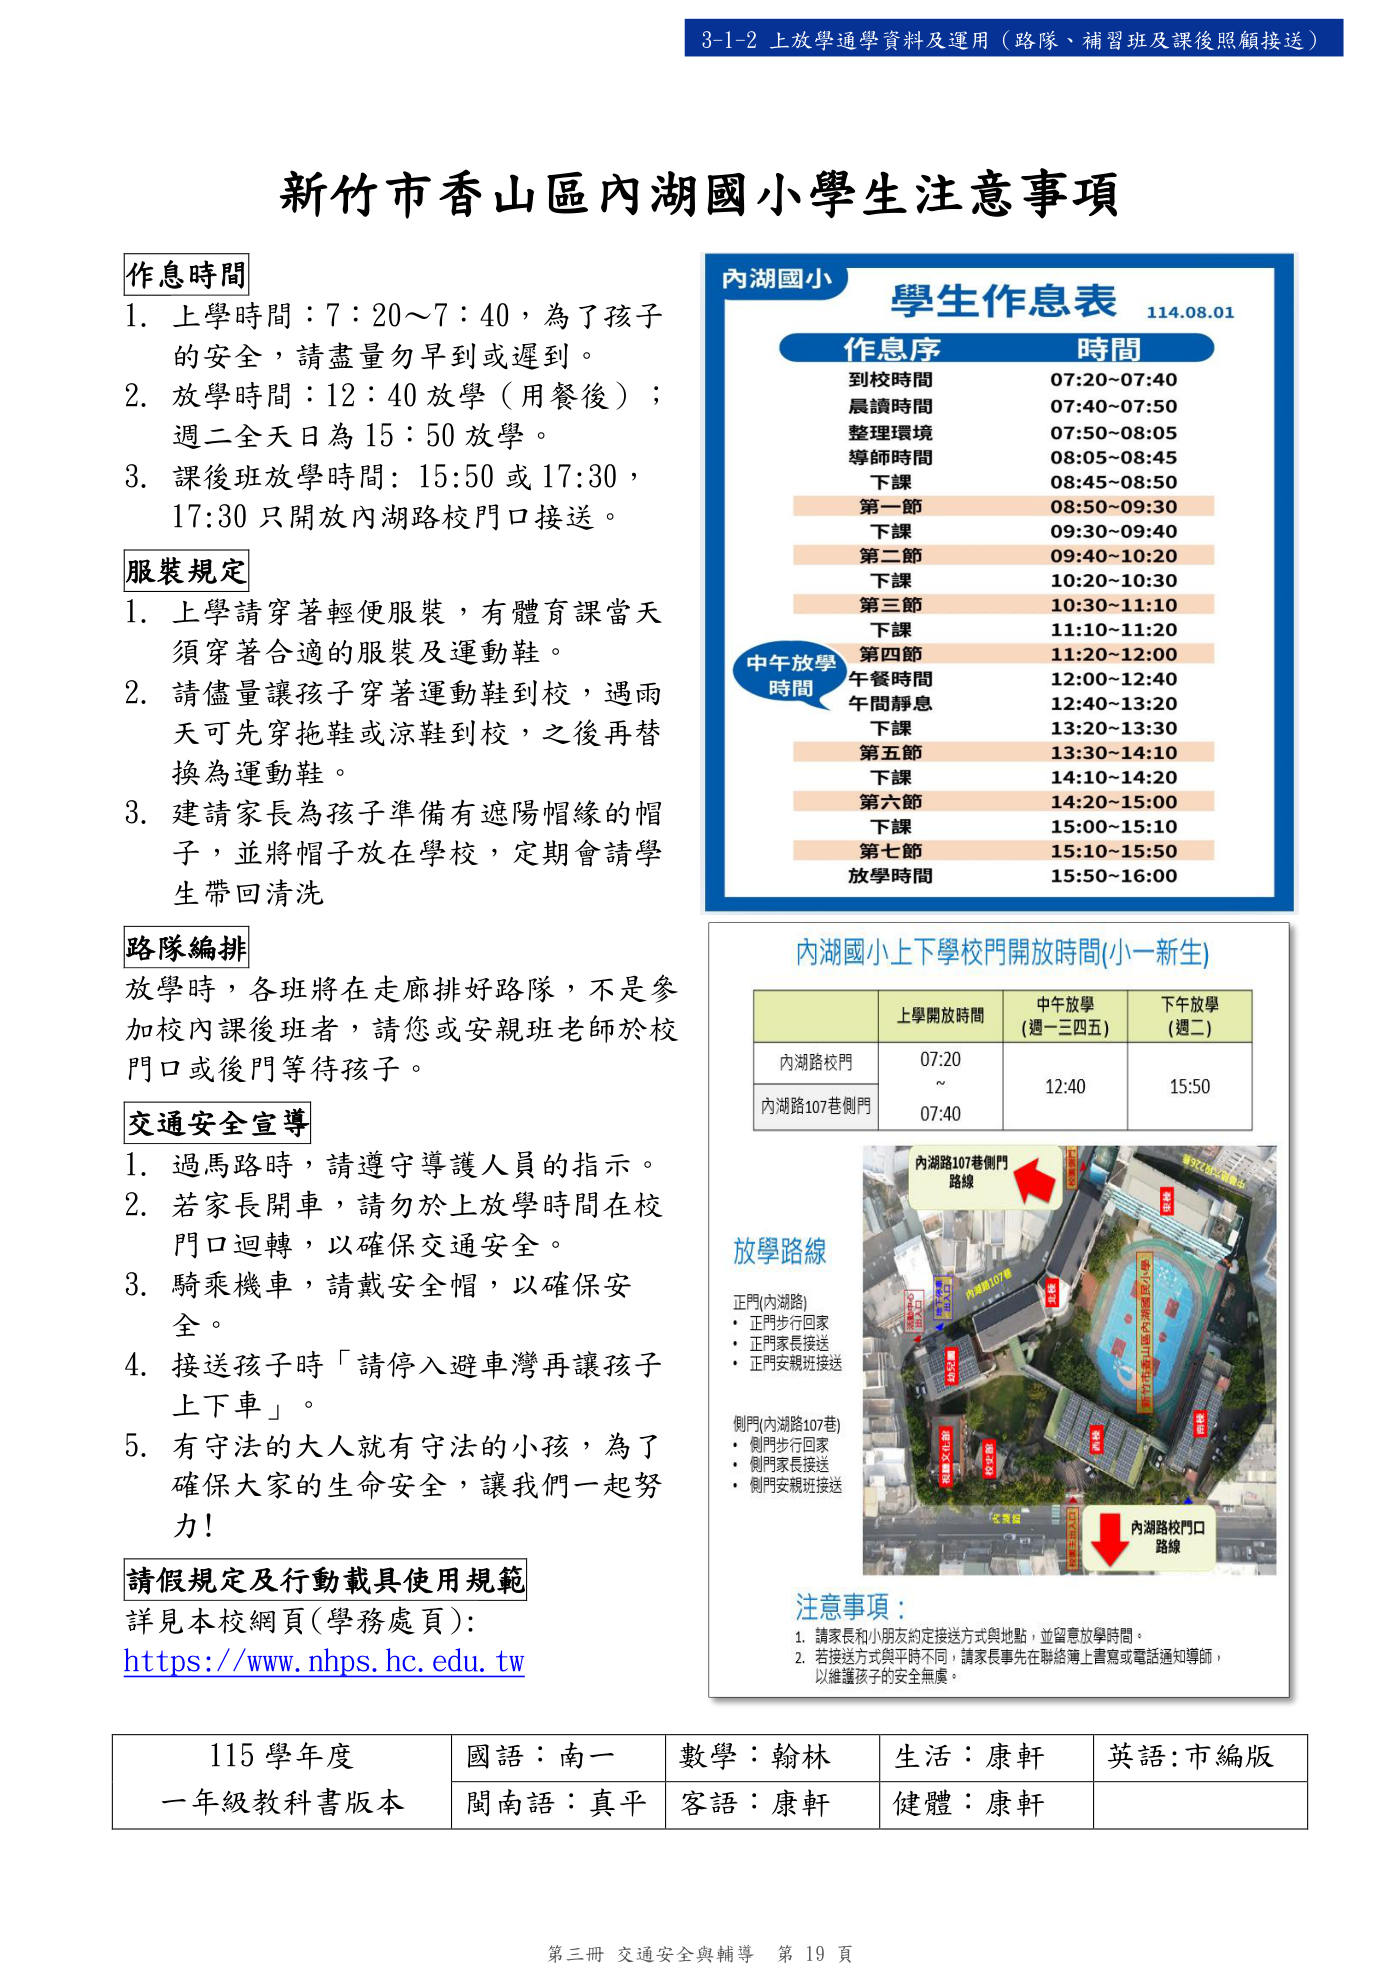 3-1-2 上放學通學資料及運用（路隊、補習班及課後照顧接送）
新竹市香山區內湖國小學生注意事項
作息時間
1. 上學時間：7：20～7：40，為了孩子
的安全，請盡量勿早到或遲到。
2. 放學時間：12：40 放學（用餐後）；
週二全天日為 15：50 放學。
3. 課後班放學時間: 15:50 或 17:30，
17:30 只開放內湖路校門口接送。
服裝規定
1. 上學請穿著輕便服裝，有體育課當天
須穿著合適的服裝及運動鞋。
2. 請儘量讓孩子穿著運動鞋到校，遇雨
天可先穿拖鞋或涼鞋到校，之後再替
換為運動鞋。
3. 建請家長為孩子準備有遮陽帽緣的帽
子，並將帽子放在學校，定期會請學
生帶回清洗
路隊編排
放學時，各班將在走廊排好路隊，不是參
加校內課後班者，請您或安親班老師於校
門口或後門等待孩子。
交通安全宣導
1. 過馬路時，請遵守導護人員的指示。
2. 若家長開車，請勿於上放學時間在校
門口迴轉，以確保交通安全。
3. 騎乘機車，請戴安全帽，以確保安
全。
4. 接送孩子時「請停入避車灣再讓孩子
上下車」。
5. 有守法的大人就有守法的小孩，為了
確保大家的生命安全，讓我們一起努
力!
請假規定及行動載具使用規範
詳見本校網頁(學務處頁):
https://www.nhps.hc.edu.tw
內湖國小
學生作息表 114.08.01
作息序 時間
到校時間 07:20~07:40
晨讀時間 07:40~07:50
整理環境 07:50~08:05
導師時間 08:05~08:45
下課 08:45~08:50
第一節 08:50~09:30
下課 09:30~09:40
第二節 09:40~10:20
下課 10:20~10:30
第三節 10:30~11:10
下課 11:10~11:20
第四節 11:20~12:00
中午放學
時間
午餐時間 12:00~12:40
午間靜息 12:40~13:20
下課 13:20~13:30
第五節 13:30~14:10
下課 14:10~14:20
第六節 14:20~15:00
下課 15:00~15:10
第七節 15:10~15:50
放學時間 15:50~16:00
內湖國小上下學校門開放時間(小一新生)
上學開放時間 中午放學 (週一三四五) 下午放學 (週二)
內湖路校門 07:20 ~ 07:40 12:40 15:50
內湖路107巷側門
放學路線
正門(內湖路)
• 正門步行回家
• 正門家長接送
• 正門安親班接送
側門(內湖路107巷)
• 側門步行回家
• 側門家長接送
• 側門安親班接送
內湖路107巷側門
路線
內湖路107巷
東棟
北棟
幼兒園
新竹市香山區內湖國民小學
西棟
南棟
校史館
內湖路
內湖路校門口
路線
注意事項：
1. 請家長和小朋友約定接送方式與地點，並留意放學時間。
2. 若接送方式與平時不同，請家長事先在聯絡簿上書寫或電話通知導師，
以維護孩子的安全無虞。
115 學年度
一年級教科書版本
國語：南一 數學：翰林 生活：康軒 英語:市編版
閩南語：真平 客語：康軒 健體：康軒
第三冊 交通安全與輔導 第 19 頁